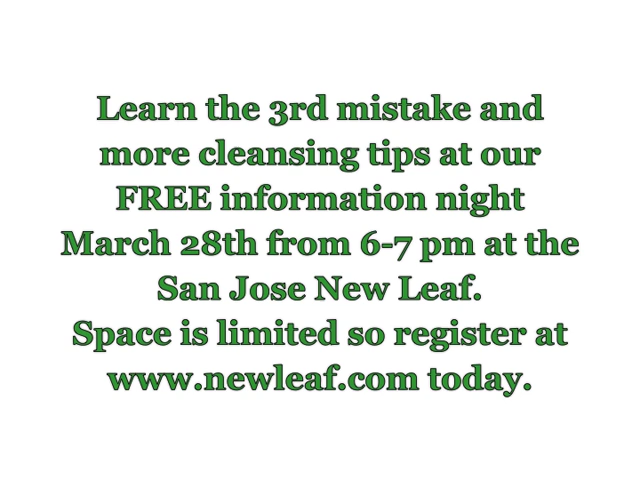 Learn the 3rd mistake and
more cleansing tips at our
FREE information night
March 28th from 6-7 pm at the
San Jose New Leaf.
Space is limited so register at
www.newleaf.com today.